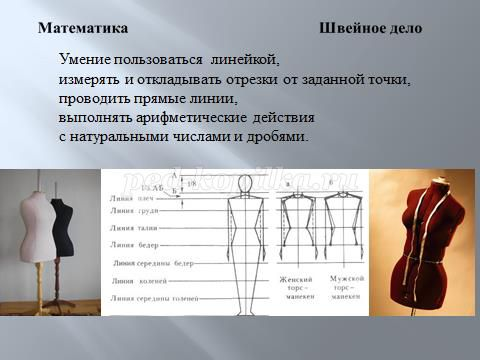 Математика Швейное дело
Умение пользоваться линейкой,
измерять и откладывать отрезки от заданной точки,
проводить прямые линии,
выполнять арифметические действия
с натуральными числами и дробями.
ped-kopilka.ru
А
1/8
Б
Линия плеч
Линия груди
Линия талии
Линия бедер
Линия середины бедер
Линия коленей
Линия середины голеней
а
б
Женский
торс-
манекен
Мужской
торс-
манекен